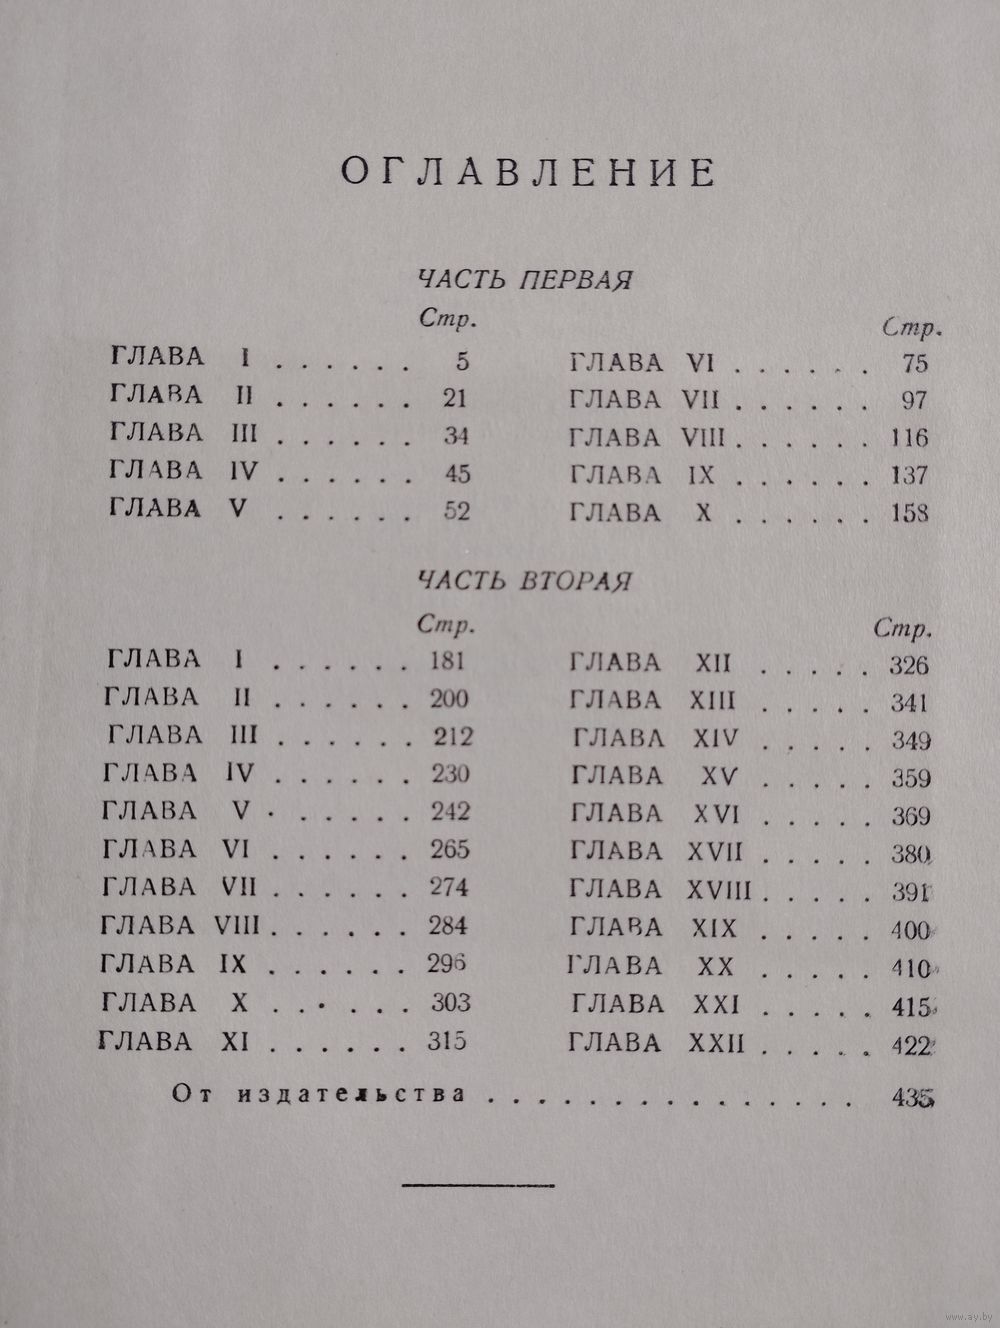 ОГЛАВЛЕНИЕ
ЧАСТЬ ПЕРВАЯ
Стр.
ГЛАВА I . . . . . . 5
ГЛАВА II . . . . . . 21
ГЛАВА III . . . . . . 34
ГЛАВА IV . . . . . . 45
ГЛАВА V . . . . . . 52
Стр.
ГЛАВА VI . . . . . . 75
ГЛАВА VII . . . . . . 97
ГЛАВА VIII . . . . . . 116
ГЛАВА IX . . . . . . 137
ГЛАВА X . . . . . . 158
ЧАСТЬ ВТОРАЯ
Стр.
ГЛАВА I . . . . . . 181
ГЛАВА II . . . . . . 200
ГЛАВА III . . . . . . 212
ГЛАВА IV . . . . . . 230
ГЛАВА V . . . . . . 242
ГЛАВА VI . . . . . . 265
ГЛАВА VII . . . . . . 274
ГЛАВА VIII . . . . . . 284
ГЛАВА IX . . . . . . 296
ГЛАВА X . . . . . . 303
ГЛАВА XI . . . . . . 315
Стр.
ГЛАВА XII . . . . . 326
ГЛАВА XIII . . . . . 341
ГЛАВА XIV . . . . . 349
ГЛАВА XV . . . . . 359
ГЛАВА XVI . . . . . 369
ГЛАВА XVII . . . . . 380
ГЛАВА XVIII . . . . . 391
ГЛАВА XIX . . . . . 400
ГЛАВА XX . . . . . 410
ГЛАВА XXI . . . . . 415
ГЛАВА XXII . . . . . 422
От издательства . . . . . . . . . . . . . . . 435
www.ay.by